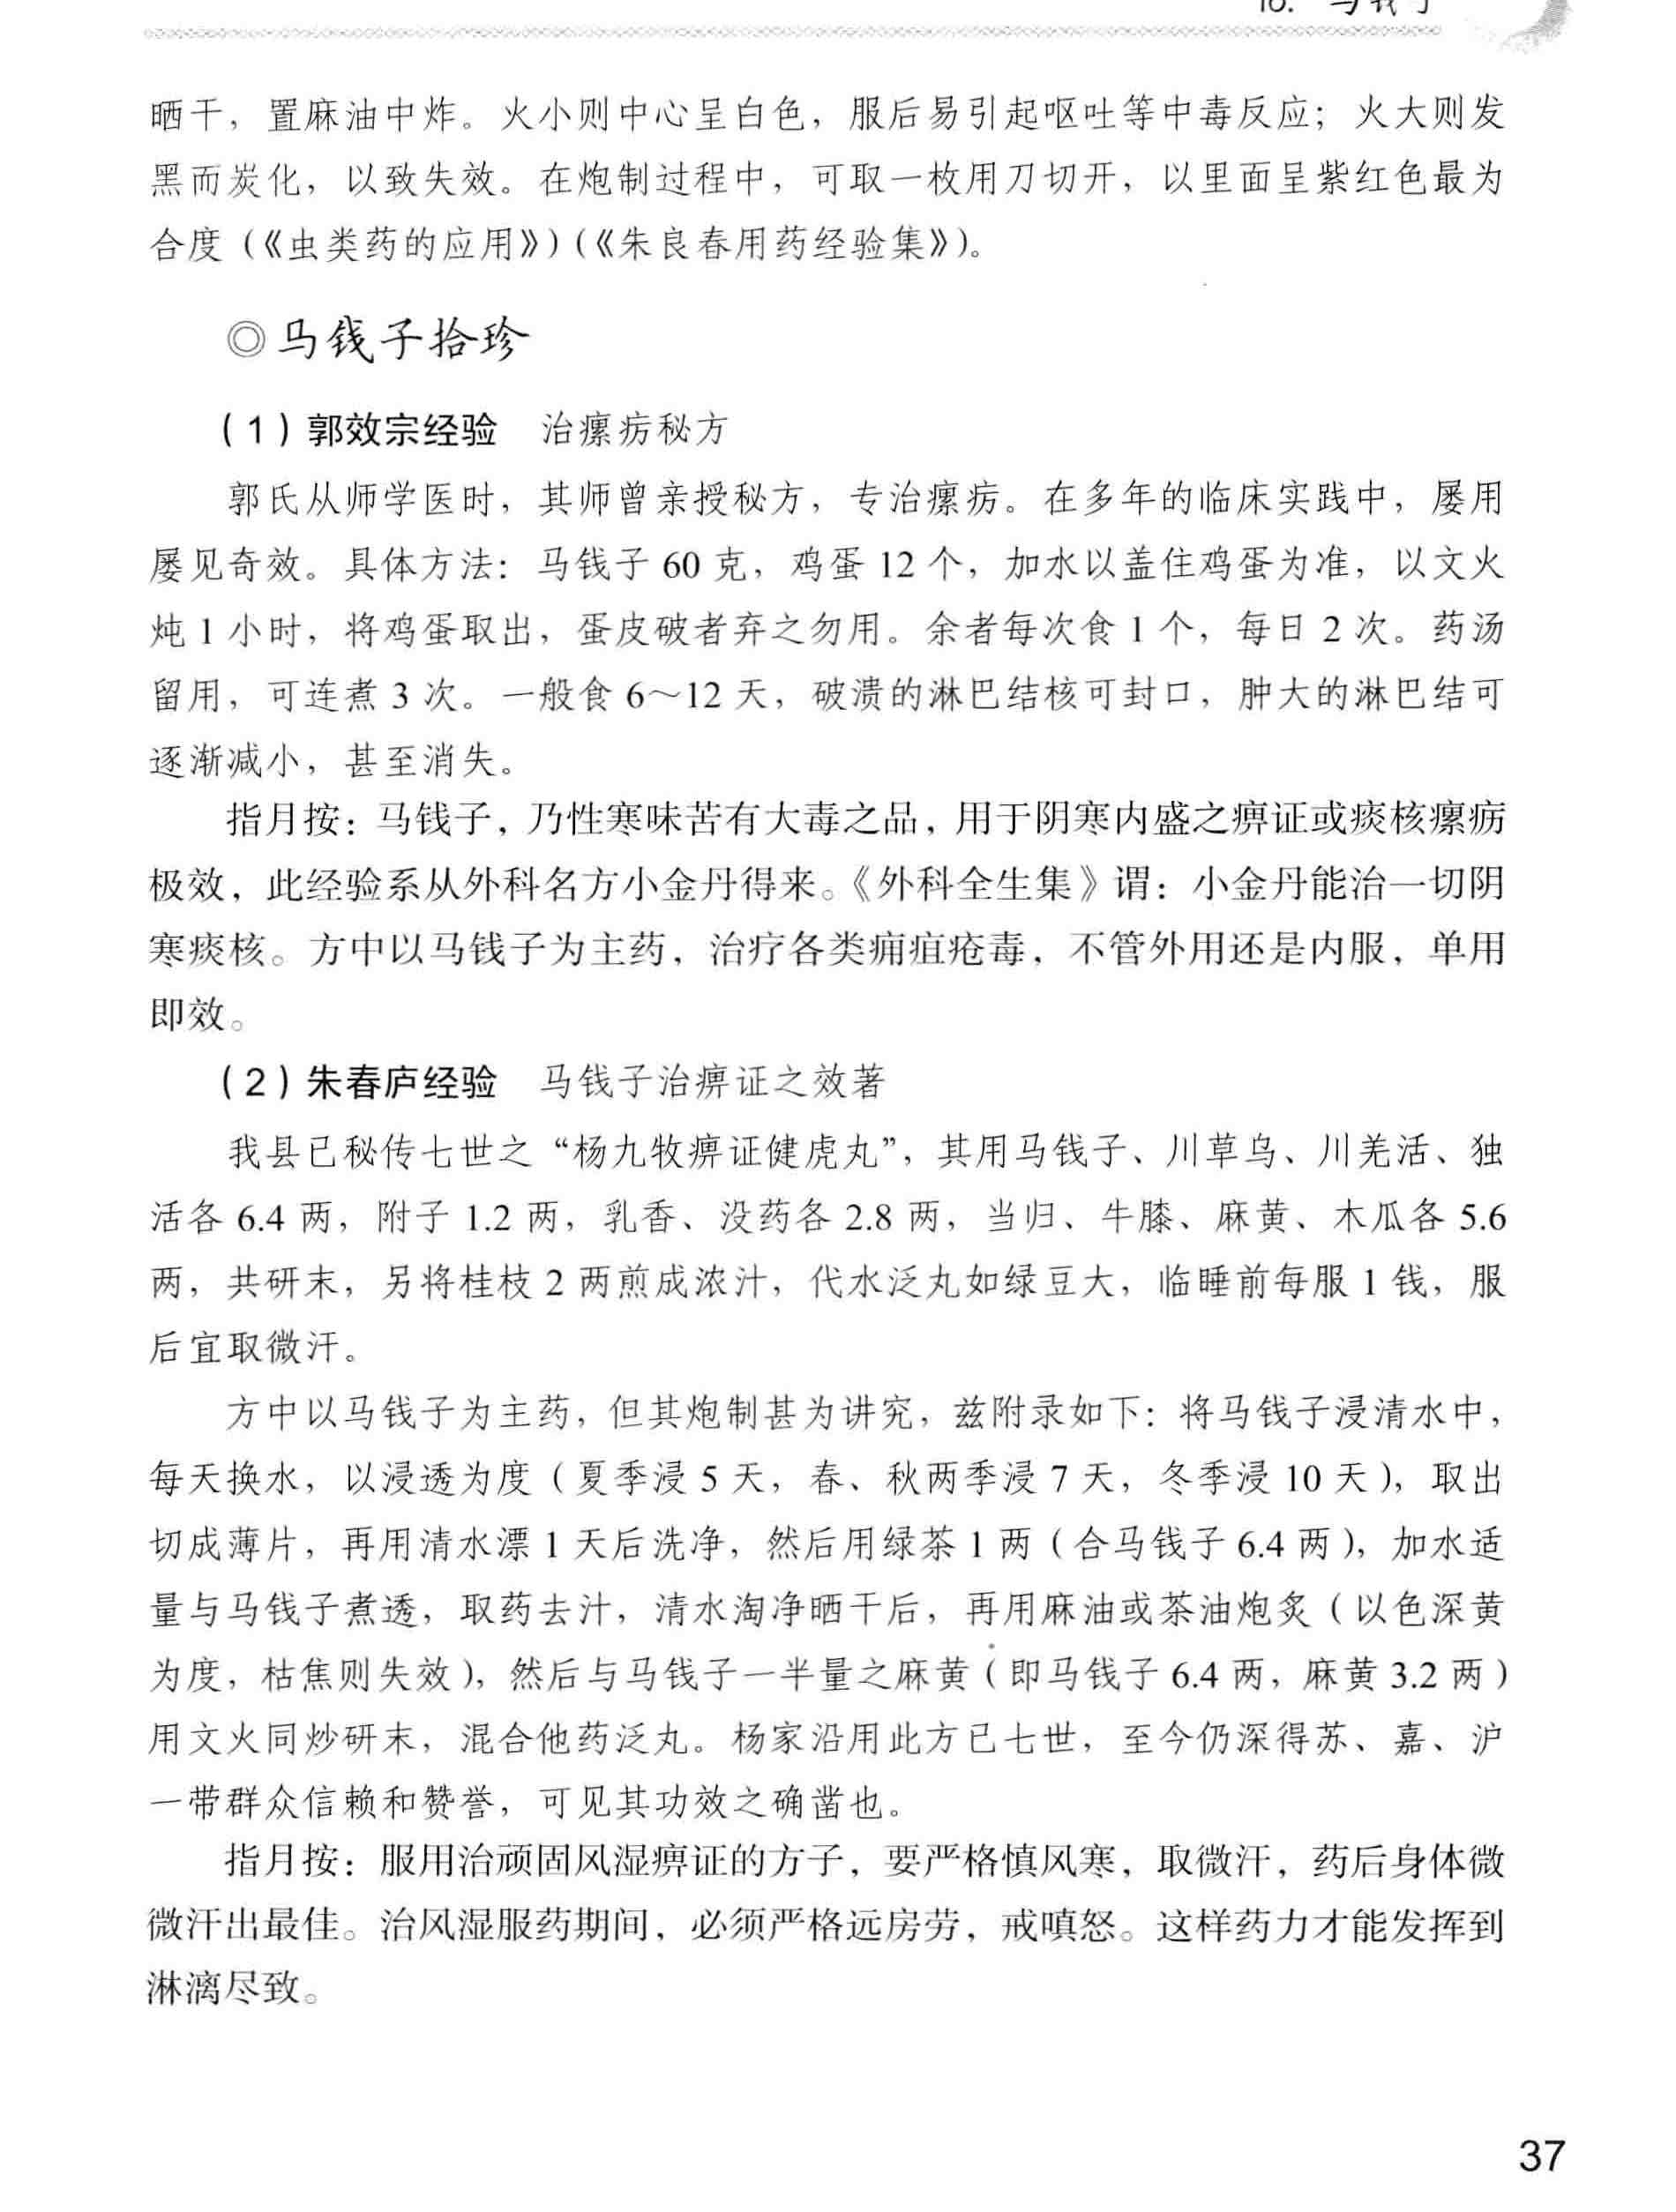 16. 马钱子
晒干，置麻油中炸。火小则中心呈白色，服后易引起呕吐等中毒反应；火大则发
黑而炭化，以致失效。在炮制过程中，可取一枚用刀切开，以里面呈紫红色最为
合度（《虫类药的应用》）（《朱良春用药经验集》）。
◎马钱子拾珍
（1）郭效宗经验 治瘰疬秘方
郭氏从师学医时，其师曾亲授秘方，专治瘰疬。在多年的临床实践中，屡用
屡见奇效。具体方法：马钱子 60 克，鸡蛋 12 个，加水以盖住鸡蛋为准，以文火
炖 1 小时，将鸡蛋取出，蛋皮破者弃之勿用。余者每次食 1 个，每日 2 次。药汤
留用，可连煮 3 次。一般食 6～12 天，破溃的淋巴结核可封口，肿大的淋巴结可
逐渐减小，甚至消失。
指月按：马钱子，乃性寒味苦有大毒之品，用于阴寒内盛之痹证或痰核瘰疬
极效，此经验系从外科名方小金丹得来。《外科全生集》谓：小金丹能治一切阴
寒痰核。方中以马钱子为主药，治疗各类痈疽疮毒，不管外用还是内服，单用
即效。
（2）朱春庐经验 马钱子治痹证之效著
我县已秘传七世之“杨九牧痹证健虎丸”，其用马钱子、川草乌、川羌活、独
活各 6.4 两，附子 1.2 两，乳香、没药各 2.8 两，当归、牛膝、麻黄、木瓜各 5.6
两，共研末，另将桂枝 2 两煎成浓汁，代水泛丸如绿豆大，临睡前每服 1 钱，服
后宜取微汗。
方中以马钱子为主药，但其炮制甚为讲究，兹附录如下：将马钱子浸清水中，
每天换水，以浸透为度（夏季浸 5 天，春、秋两季浸 7 天，冬季浸 10 天），取出
切成薄片，再用清水漂 1 天后洗净，然后用绿茶 1 两（合马钱子 6.4 两），加水适
量与马钱子煮透，取药去汁，清水淘净晒干后，再用麻油或茶油炮炙（以色深黄
为度，枯焦则失效），然后与马钱子一半量之麻黄（即马钱子 6.4 两，麻黄 3.2 两）
用文火同炒研末，混合他药泛丸。杨家沿用此方已七世，至今仍深得苏、嘉、沪
一带群众信赖和赞誉，可见其功效之确凿也。
指月按：服用治顽固风湿痹证的方子，要严格慎风寒，取微汗，药后身体微
微汗出最佳。治风湿服药期间，必须严格远房劳，戒嗔怒。这样药力才能发挥到
淋漓尽致。
37